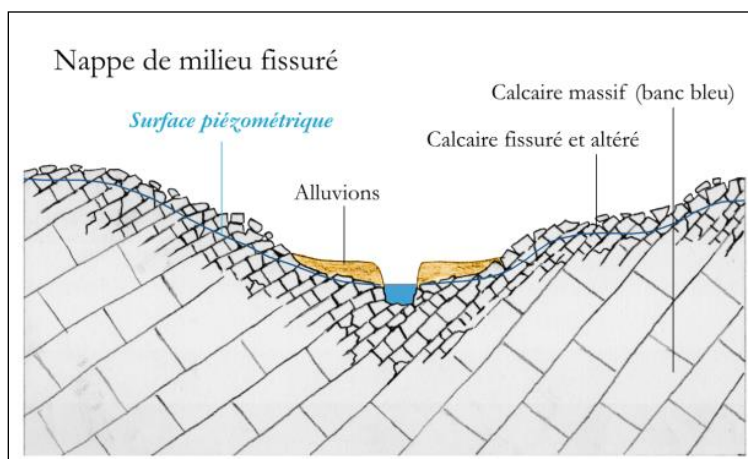 Nappe de milieu fissuré
Calcaire massif (banc bleu)
Surface piézométrique
Calcaire fissuré et altéré
Alluvions